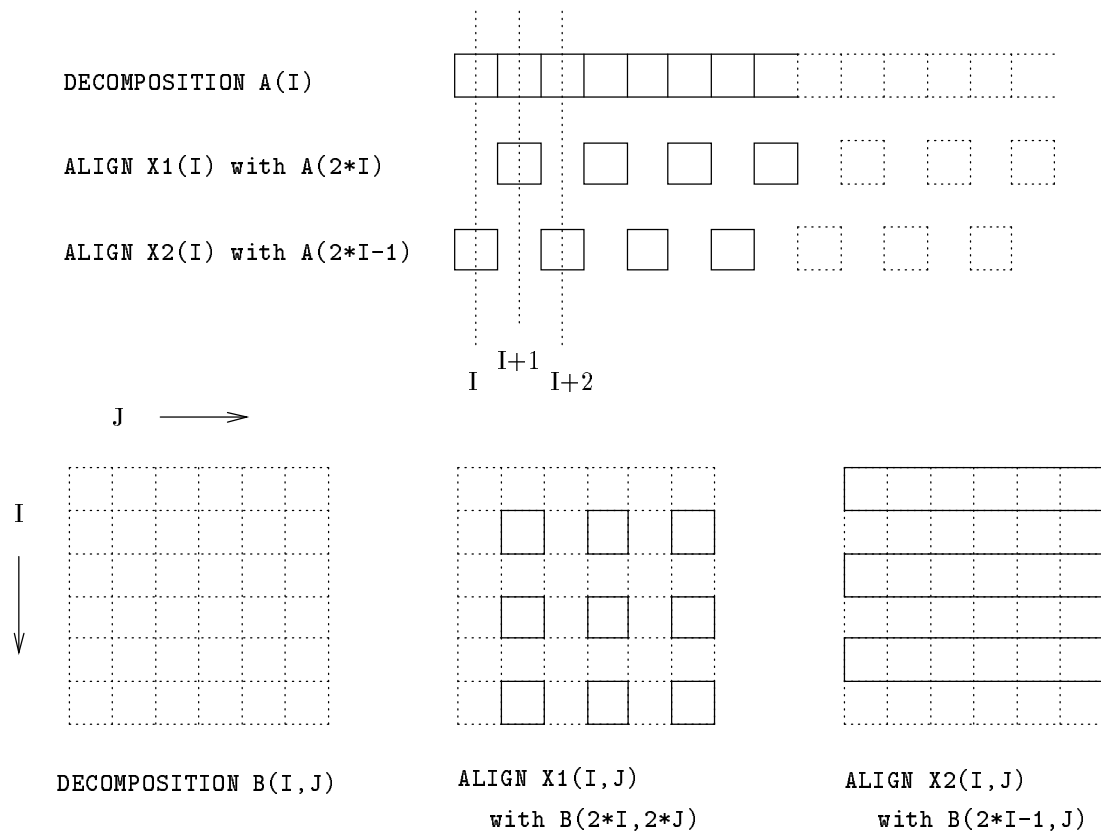 DECOMPOSITION A(I)
ALIGN X1(I) with A(2*I)
ALIGN X2(I) with A(2*I-1)
I+1
I I+2
J
I
DECOMPOSITION B(I,J)
ALIGN X1(I,J)
with B(2*I,2*J)
ALIGN X2(I,J)
with B(2*I-1,J)